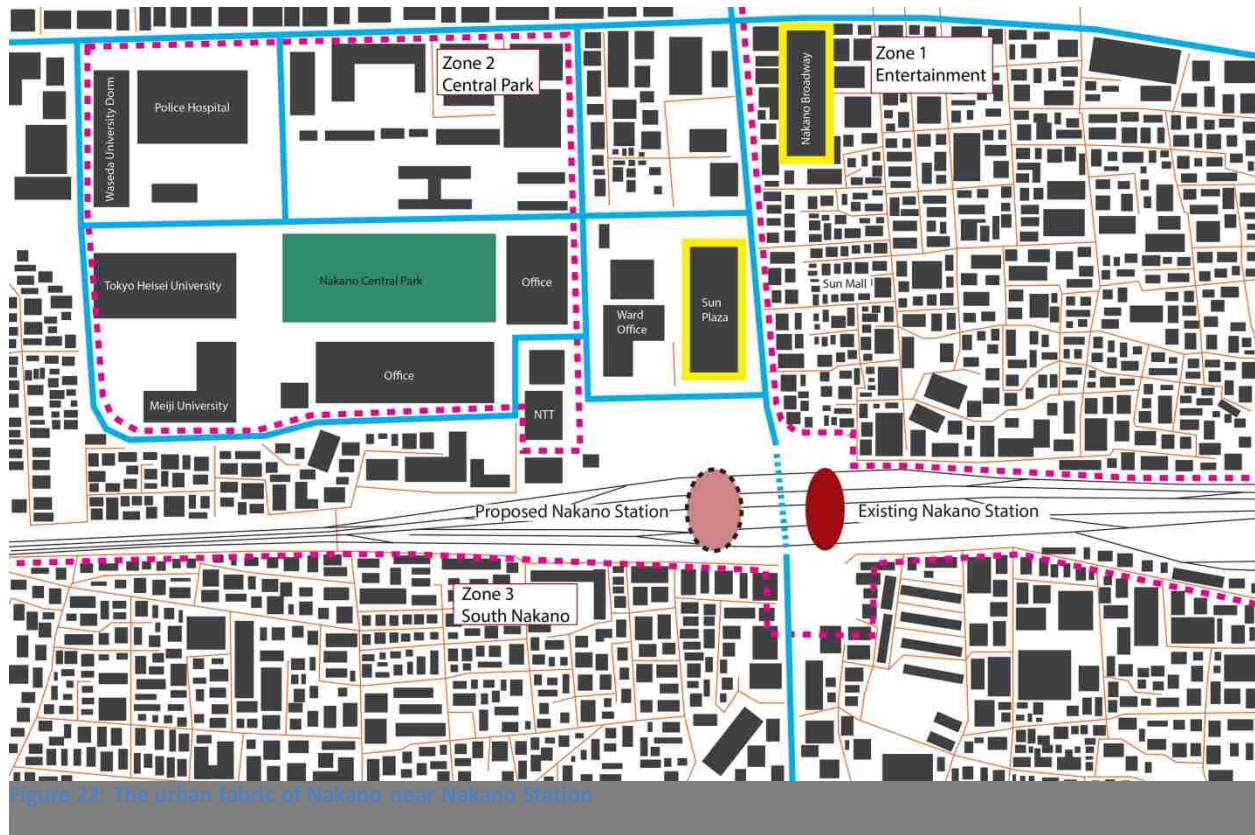 Zone 2
Central Park
Zone 1
Entertainment
Waseda University Dorm
Police Hospital
Nakano Broadway
Tokyo Heisei University
Nakano Central Park
Office
Sun Mall
Ward
Office
Sun
Plaza
Office
Meiji University
NTT
Proposed Nakano Station
Existing Nakano Station
Zone 3
South Nakano
Figure 22: The urban fabric of Nakano near Nakano Station